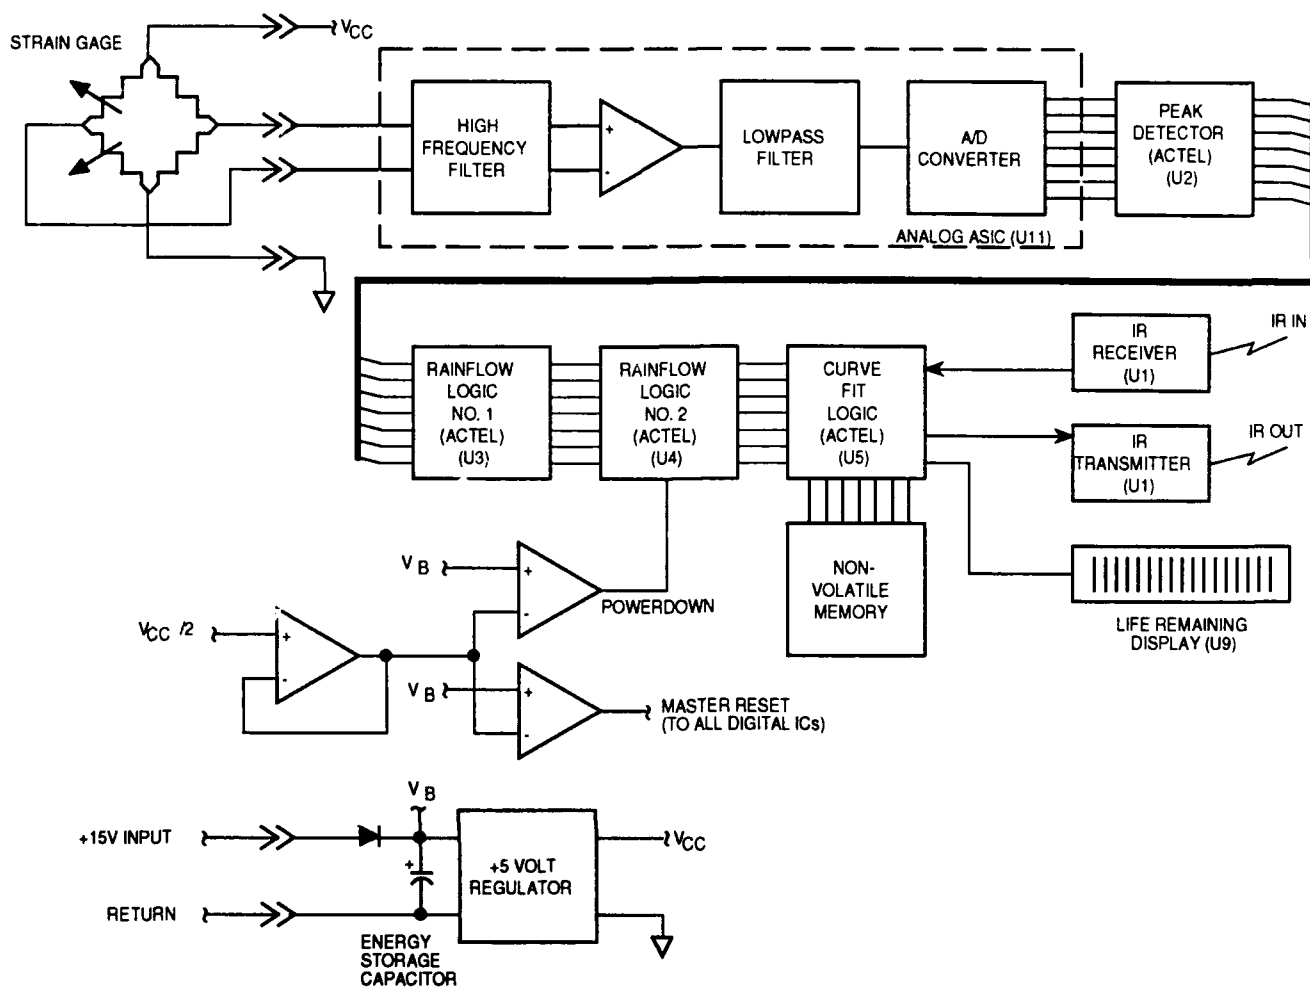 STRAIN GAGE
VCC
HIGH
FREQUENCY
FILTER
+
-
LOWPASS
FILTER
A/D
CONVERTER
ANALOG ASIC (U11)
PEAK
DETECTOR
(ACTEL)
(U2)
RAINFLOW
LOGIC
NO. 1
(ACTEL)
(U3)
RAINFLOW
LOGIC
NO. 2
(ACTEL)
(U4)
CURVE
FIT
LOGIC
(ACTEL)
(U5)
IR
RECEIVER
(U1)
IR IN
IR
TRANSMITTER
(U1)
IR OUT
NON-
VOLATILE
MEMORY
LIFE REMAINING
DISPLAY (U9)
VB
+
-
POWERDOWN
VCC /2
+
-
VB
+
-
MASTER RESET
(TO ALL DIGITAL ICs)
VB
+15V INPUT
+
+5 VOLT
REGULATOR
VCC
RETURN
ENERGY
STORAGE
CAPACITOR